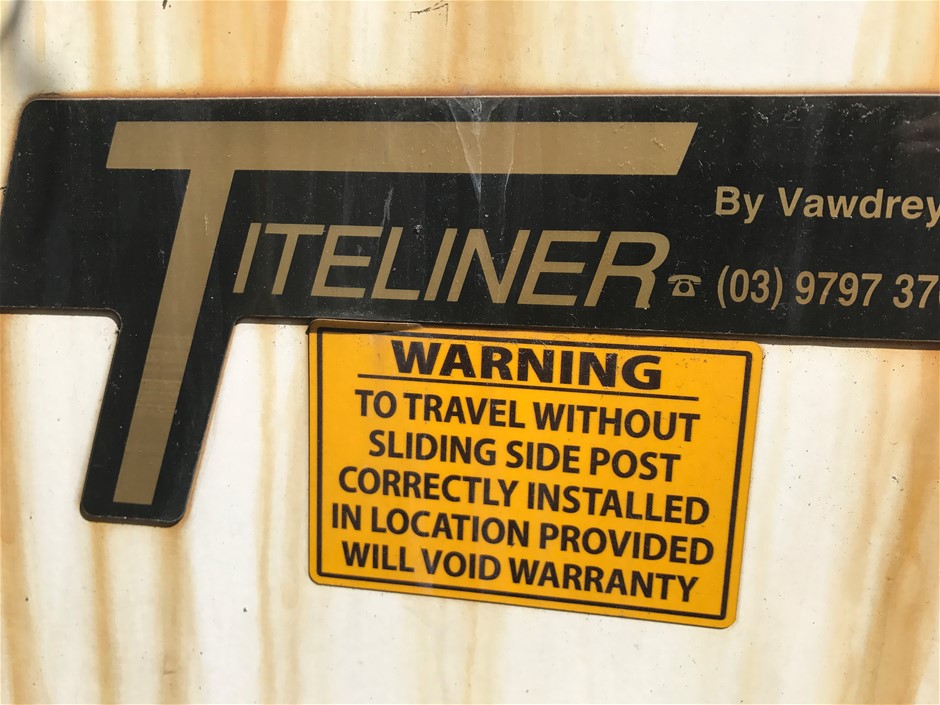 TITELINER
By Vawdrey
☎ (03) 9797 37
WARNING
TO TRAVEL WITHOUT
SLIDING SIDE POST
CORRECTLY INSTALLED
IN LOCATION PROVIDED
WILL VOID WARRANTY